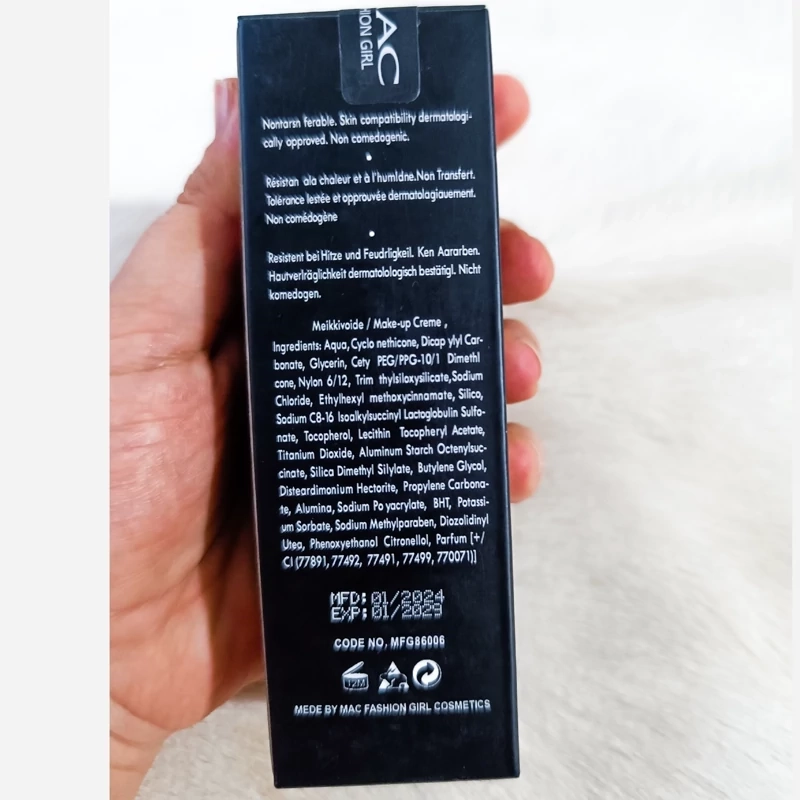 AC
HION GIRL
Nontarsn ferable. Skin compatibility dermatologi-
cally approved. Non comedogenic.
Résistan ala chaleur et à l'humldne.Non Transfert.
Tolérance lestée et opprouvée dermatolagiauement.
Non comédogène
Resistent bei Hitze und Feudrligkeil. Ken Aararben.
Hautverlräglichkeit dermatolologisch bestätigl. Nicht
komedogen.
Meikkivoide / Make-up Creme ,
Ingredients: Aqua, Cyclo nethicone, Dicap ylyl Car-
bonate, Glycerin, Cety PEG/PPG-10/1 Dimethl
cone, Nylon 6/12, Trim thylsiloxysilicate,Sodium
Chloride, Ethylhexyl methoxycinnamate, Silico,
Sodium C8-16 Isoalkylsuccinyl Lactoglobulin Sulfo-
nate, Tocopherol, Lecithin Tocopheryl Acetate,
Titanium Dioxide, Aluminum Starch Octenylsuc-
cinate, Silica Dimethyl Silylate, Butylene Glycol,
Disteardimonium Hectorite, Propylene Carbona-
te, Alumina, Sodium Po yacrylate, BHT, Potassi-
um Sorbate, Sodium Methylparaben, Diozolidinyl
Utea, Phenoxyethanol Citronellol, Parfum [+/
CI (77891, 77492, 77491, 77499, 770071)]
MFD: 01/2024
EXP: 01/2029
CODE NO, MFG86006
12M
MEDE BY MAC FASHION GIRL COSMETICS